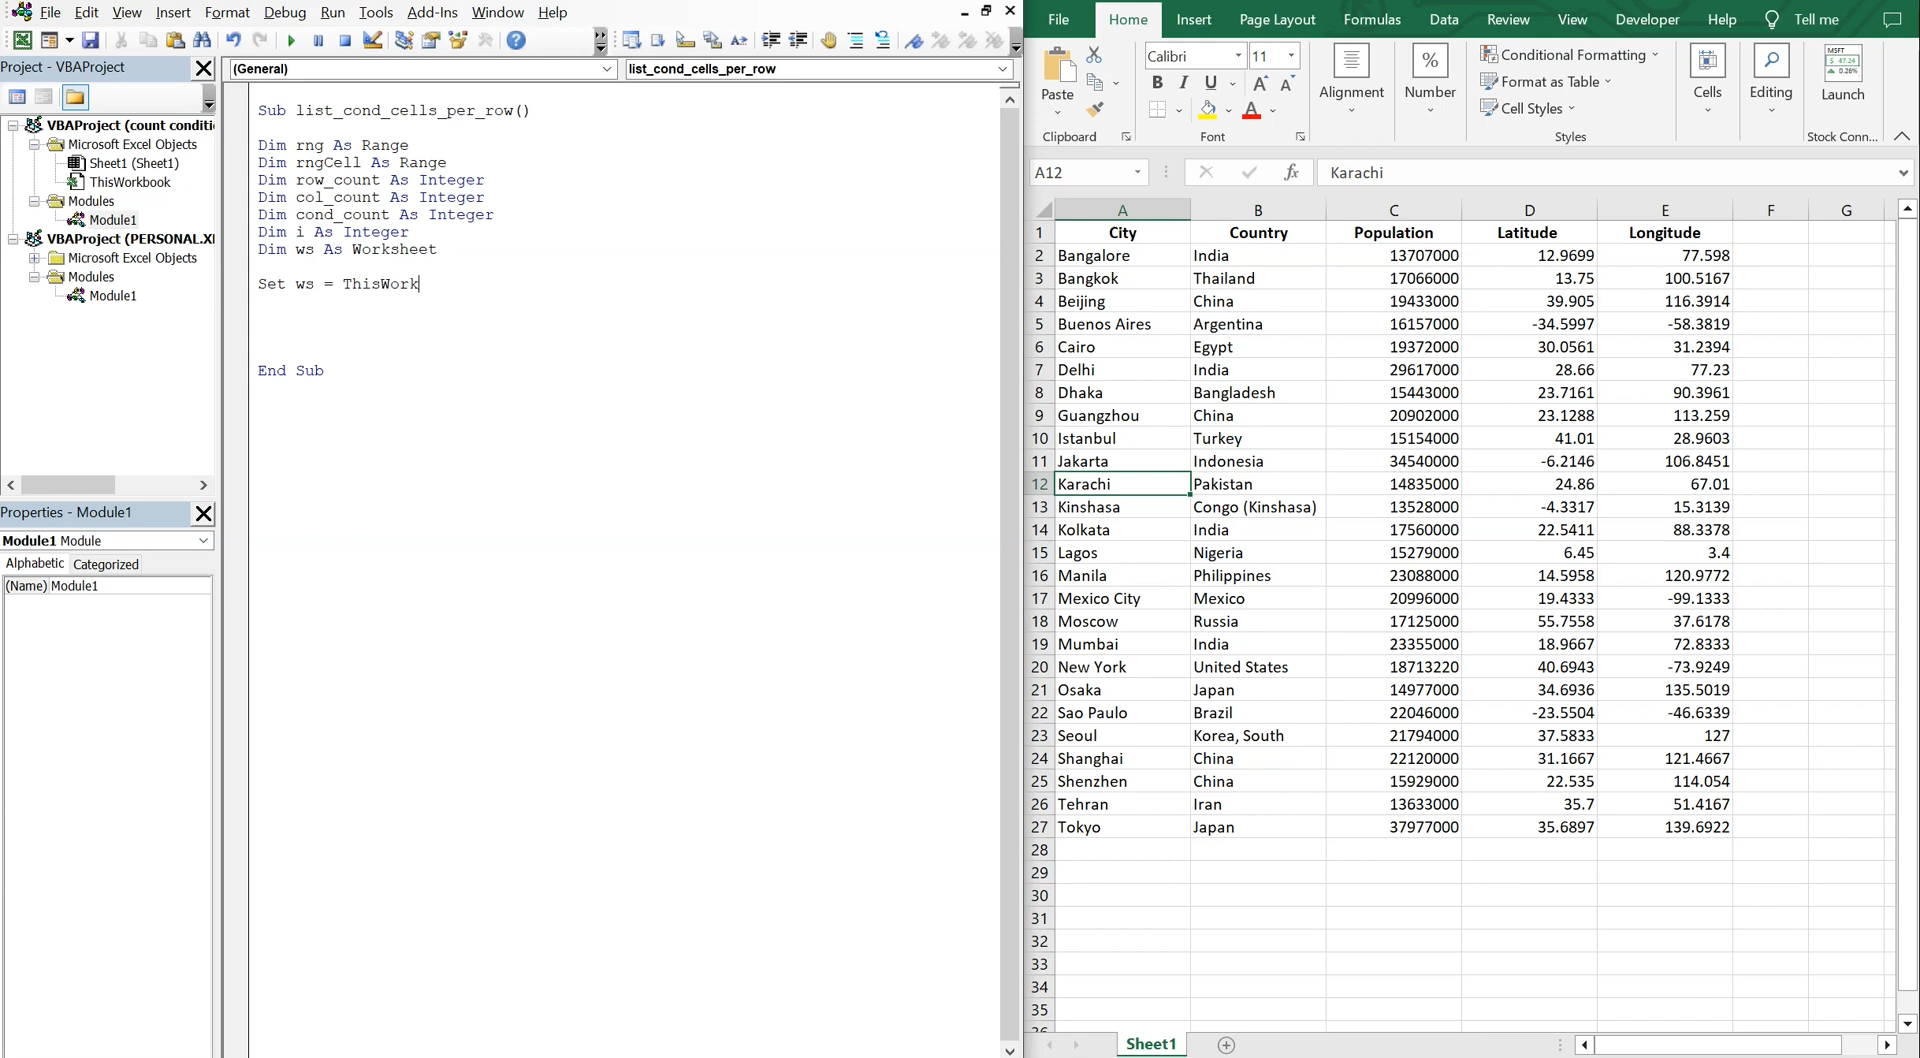 File Edit View Insert Format Debug Run Tools Add-Ins Window Help
Project - VBAProject
(General)
list_cond_cells_per_row
VBAProject (count conditi
Microsoft Excel Objects
Sheet1 (Sheet1)
ThisWorkbook
Modules
Module1
VBAProject (PERSONAL.XL
Microsoft Excel Objects
Modules
Module1
Properties - Module1
Module1 Module
Alphabetic Categorized
(Name) Module1
Sub list_cond_cells_per_row()
Dim rng As Range
Dim rngCell As Range
Dim row_count As Integer
Dim col_count As Integer
Dim cond_count As Integer
Dim i As Integer
Dim ws As Worksheet
Set ws = ThisWork
End Sub
File Home Insert Page Layout Formulas Data Review View Developer Help Tell me
Paste
Clipboard
Calibri 11
B I U A A
A
Font
Alignment
%
Number
Conditional Formatting
Format as Table
Cell Styles
Styles
Cells
Editing
MSFT
$ 47.24
0.26%
Launch
Stock Conn...
A12 fx Karachi
A B C D E F G
1 City Country Population Latitude Longitude
2 Bangalore India 13707000 12.9699 77.598
3 Bangkok Thailand 17066000 13.75 100.5167
4 Beijing China 19433000 39.905 116.3914
5 Buenos Aires Argentina 16157000 -34.5997 -58.3819
6 Cairo Egypt 19372000 30.0561 31.2394
7 Delhi India 29617000 28.66 77.23
8 Dhaka Bangladesh 15443000 23.7161 90.3961
9 Guangzhou China 20902000 23.1288 113.259
10 Istanbul Turkey 15154000 41.01 28.9603
11 Jakarta Indonesia 34540000 -6.2146 106.8451
12 Karachi Pakistan 14835000 24.86 67.01
13 Kinshasa Congo (Kinshasa) 13528000 -4.3317 15.3139
14 Kolkata India 17560000 22.5411 88.3378
15 Lagos Nigeria 15279000 6.45 3.4
16 Manila Philippines 23088000 14.5958 120.9772
17 Mexico City Mexico 20996000 19.4333 -99.1333
18 Moscow Russia 17125000 55.7558 37.6178
19 Mumbai India 23355000 18.9667 72.8333
20 New York United States 18713220 40.6943 -73.9249
21 Osaka Japan 14977000 34.6936 135.5019
22 Sao Paulo Brazil 22046000 -23.5504 -46.6339
23 Seoul Korea, South 21794000 37.5833 127
24 Shanghai China 22120000 31.1667 121.4667
25 Shenzhen China 15929000 22.535 114.054
26 Tehran Iran 13633000 35.7 51.4167
27 Tokyo Japan 37977000 35.6897 139.6922
28
29
30
31
32
33
34
35
36
Sheet1